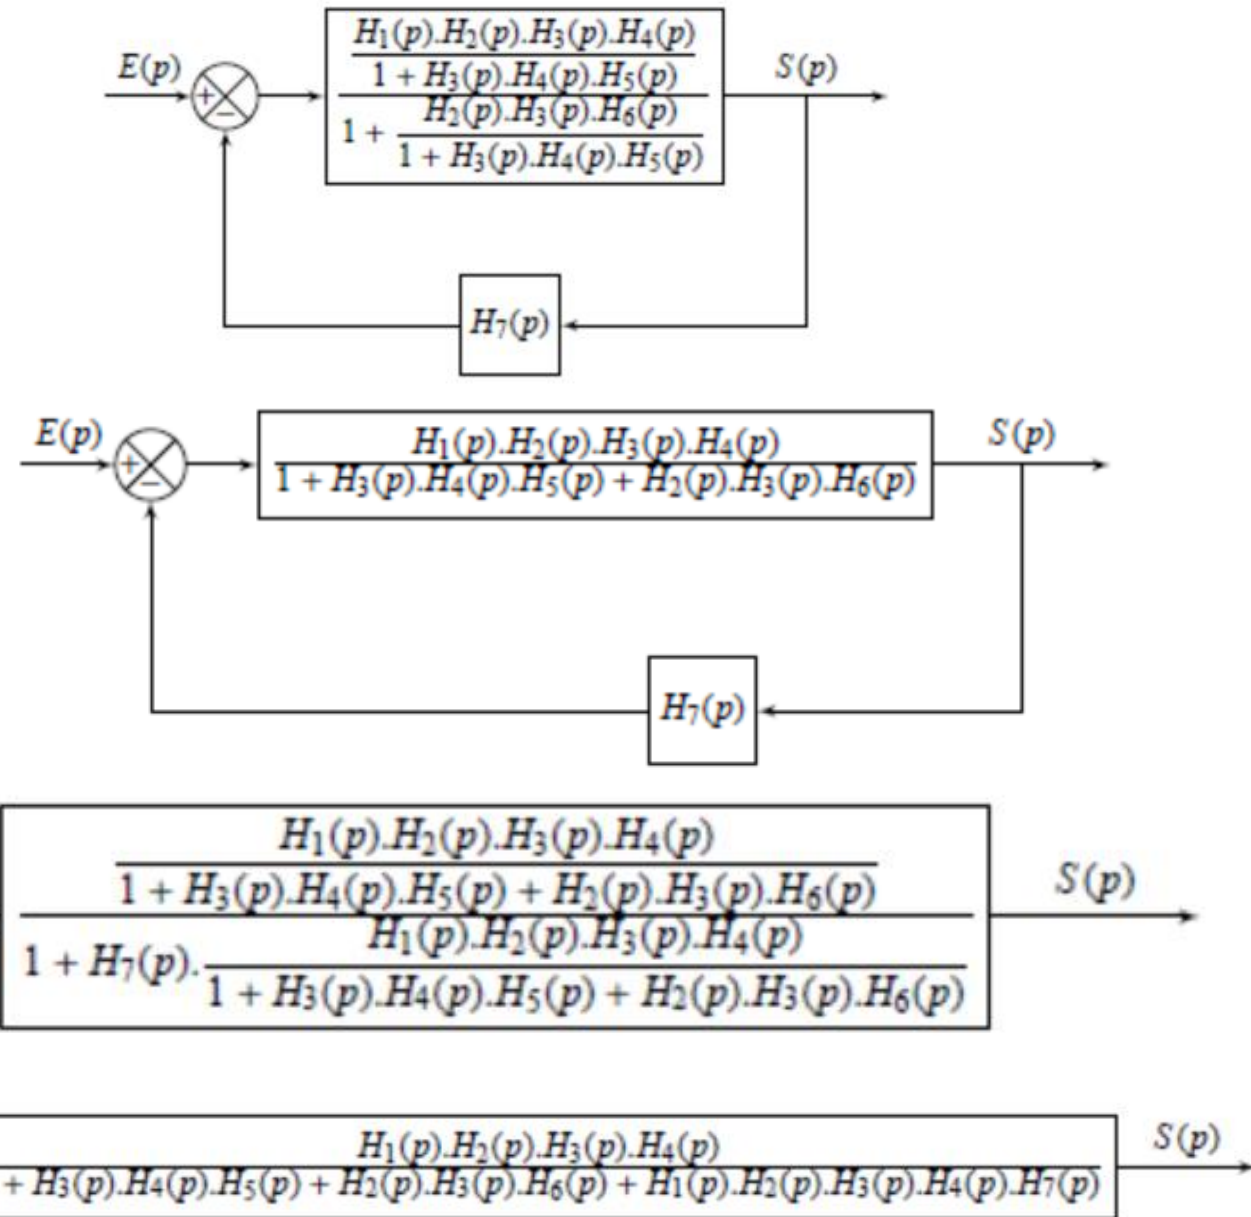 H₁(p).H₂(p).H₃(p).H₄(p)
1 + H₃(p).H₄(p).H₅(p)
E(p)
S(p)
+
−
1 +
H₂(p).H₃(p).H₆(p)
1 + H₃(p).H₄(p).H₅(p)
H₇(p)
E(p)
S(p)
+
−
H₁(p).H₂(p).H₃(p).H₄(p)
1 + H₃(p).H₄(p).H₅(p) + H₂(p).H₃(p).H₆(p)
H₇(p)
H₁(p).H₂(p).H₃(p).H₄(p)
1 + H₃(p).H₄(p).H₅(p) + H₂(p).H₃(p).H₆(p)
S(p)
1 + H₇(p).
H₁(p).H₂(p).H₃(p).H₄(p)
1 + H₃(p).H₄(p).H₅(p) + H₂(p).H₃(p).H₆(p)
H₁(p).H₂(p).H₃(p).H₄(p)
S(p)
+ H₃(p).H₄(p).H₅(p) + H₂(p).H₃(p).H₆(p) + H₁(p).H₂(p).H₃(p).H₄(p).H₇(p)